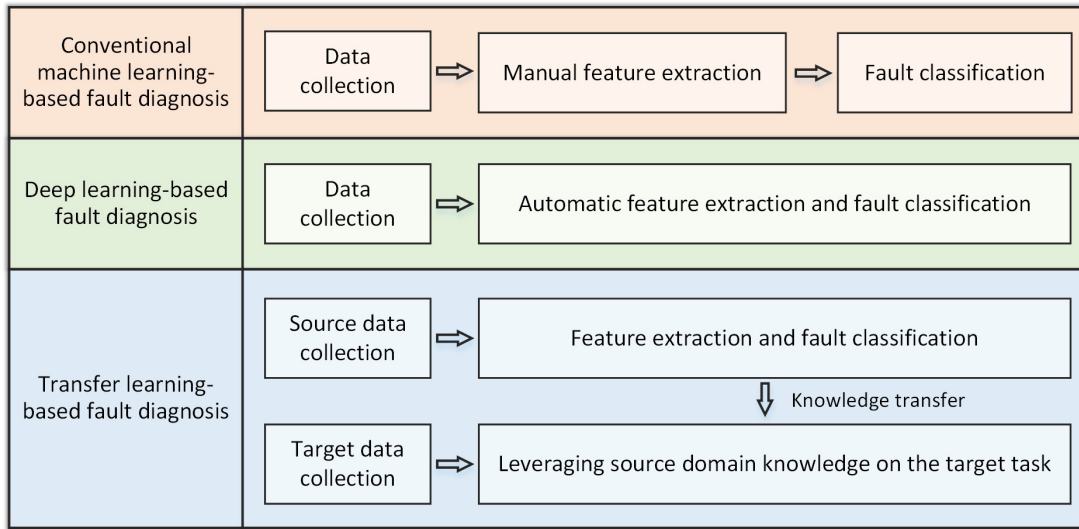 Conventional
machine learning-
based fault diagnosis
Data
collection
Manual feature extraction
Fault classification
Deep learning-based
fault diagnosis
Data
collection
Automatic feature extraction and fault classification
Transfer learning-
based fault diagnosis
Source data
collection
Feature extraction and fault classification
Knowledge transfer
Target data
collection
Leveraging source domain knowledge on the target task